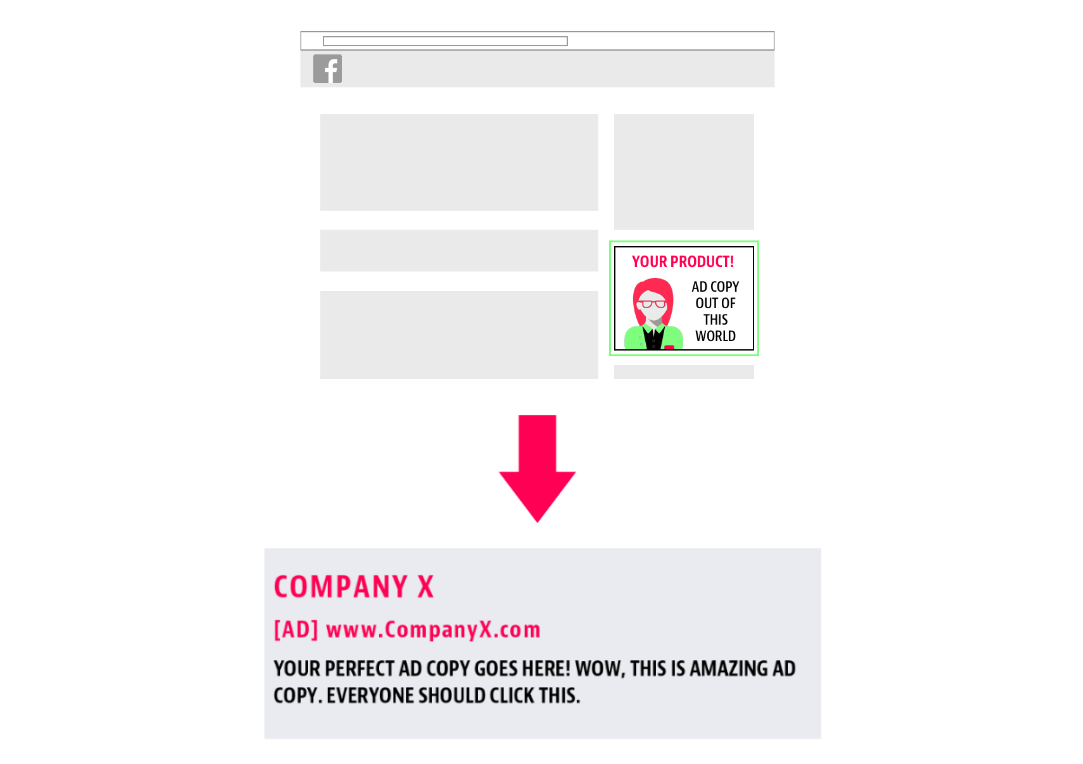 f
YOUR PRODUCT!
AD COPY
OUT OF
THIS
WORLD
COMPANY X
[AD] www.CompanyX.com
YOUR PERFECT AD COPY GOES HERE! WOW, THIS IS AMAZING AD
COPY. EVERYONE SHOULD CLICK THIS.